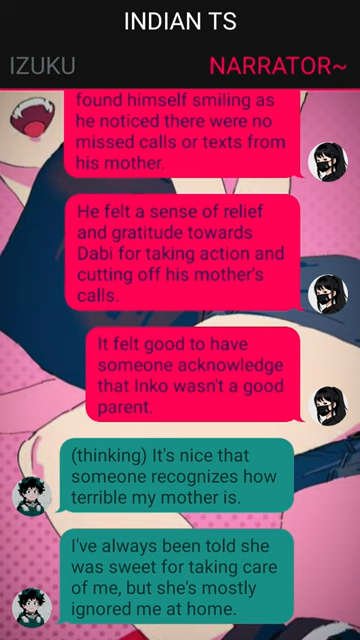 INDIAN TS
IZUKU NARRATOR~
found himself smiling as
he noticed there were no
missed calls or texts from
his mother.
He felt a sense of relief
and gratitude towards
Dabi for taking action and
cutting off his mother's
calls.
It felt good to have
someone acknowledge
that Inko wasn't a good
parent.
(thinking) It's nice that
someone recognizes how
terrible my mother is.
I've always been told she
was sweet for taking care
of me, but she's mostly
ignored me at home.